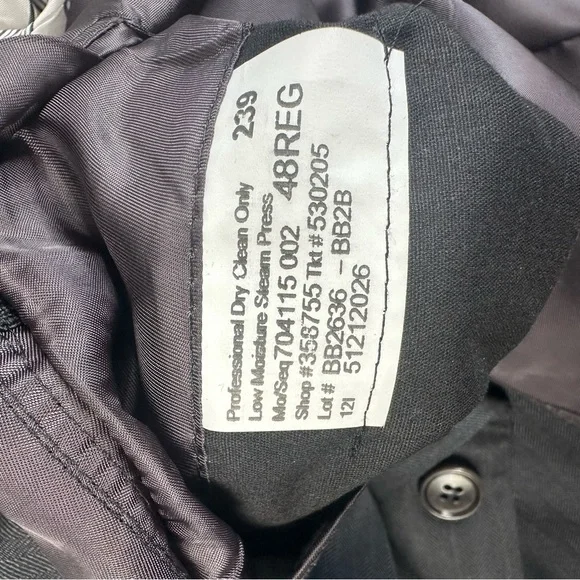 Professional Dry Clean Only 239
Low Moisture Steam Press
Mo/Seq 704115 002 48REG
Shop #358755 Tkt # 530205
Lot # BB2636 - BB2B
12I 51212026